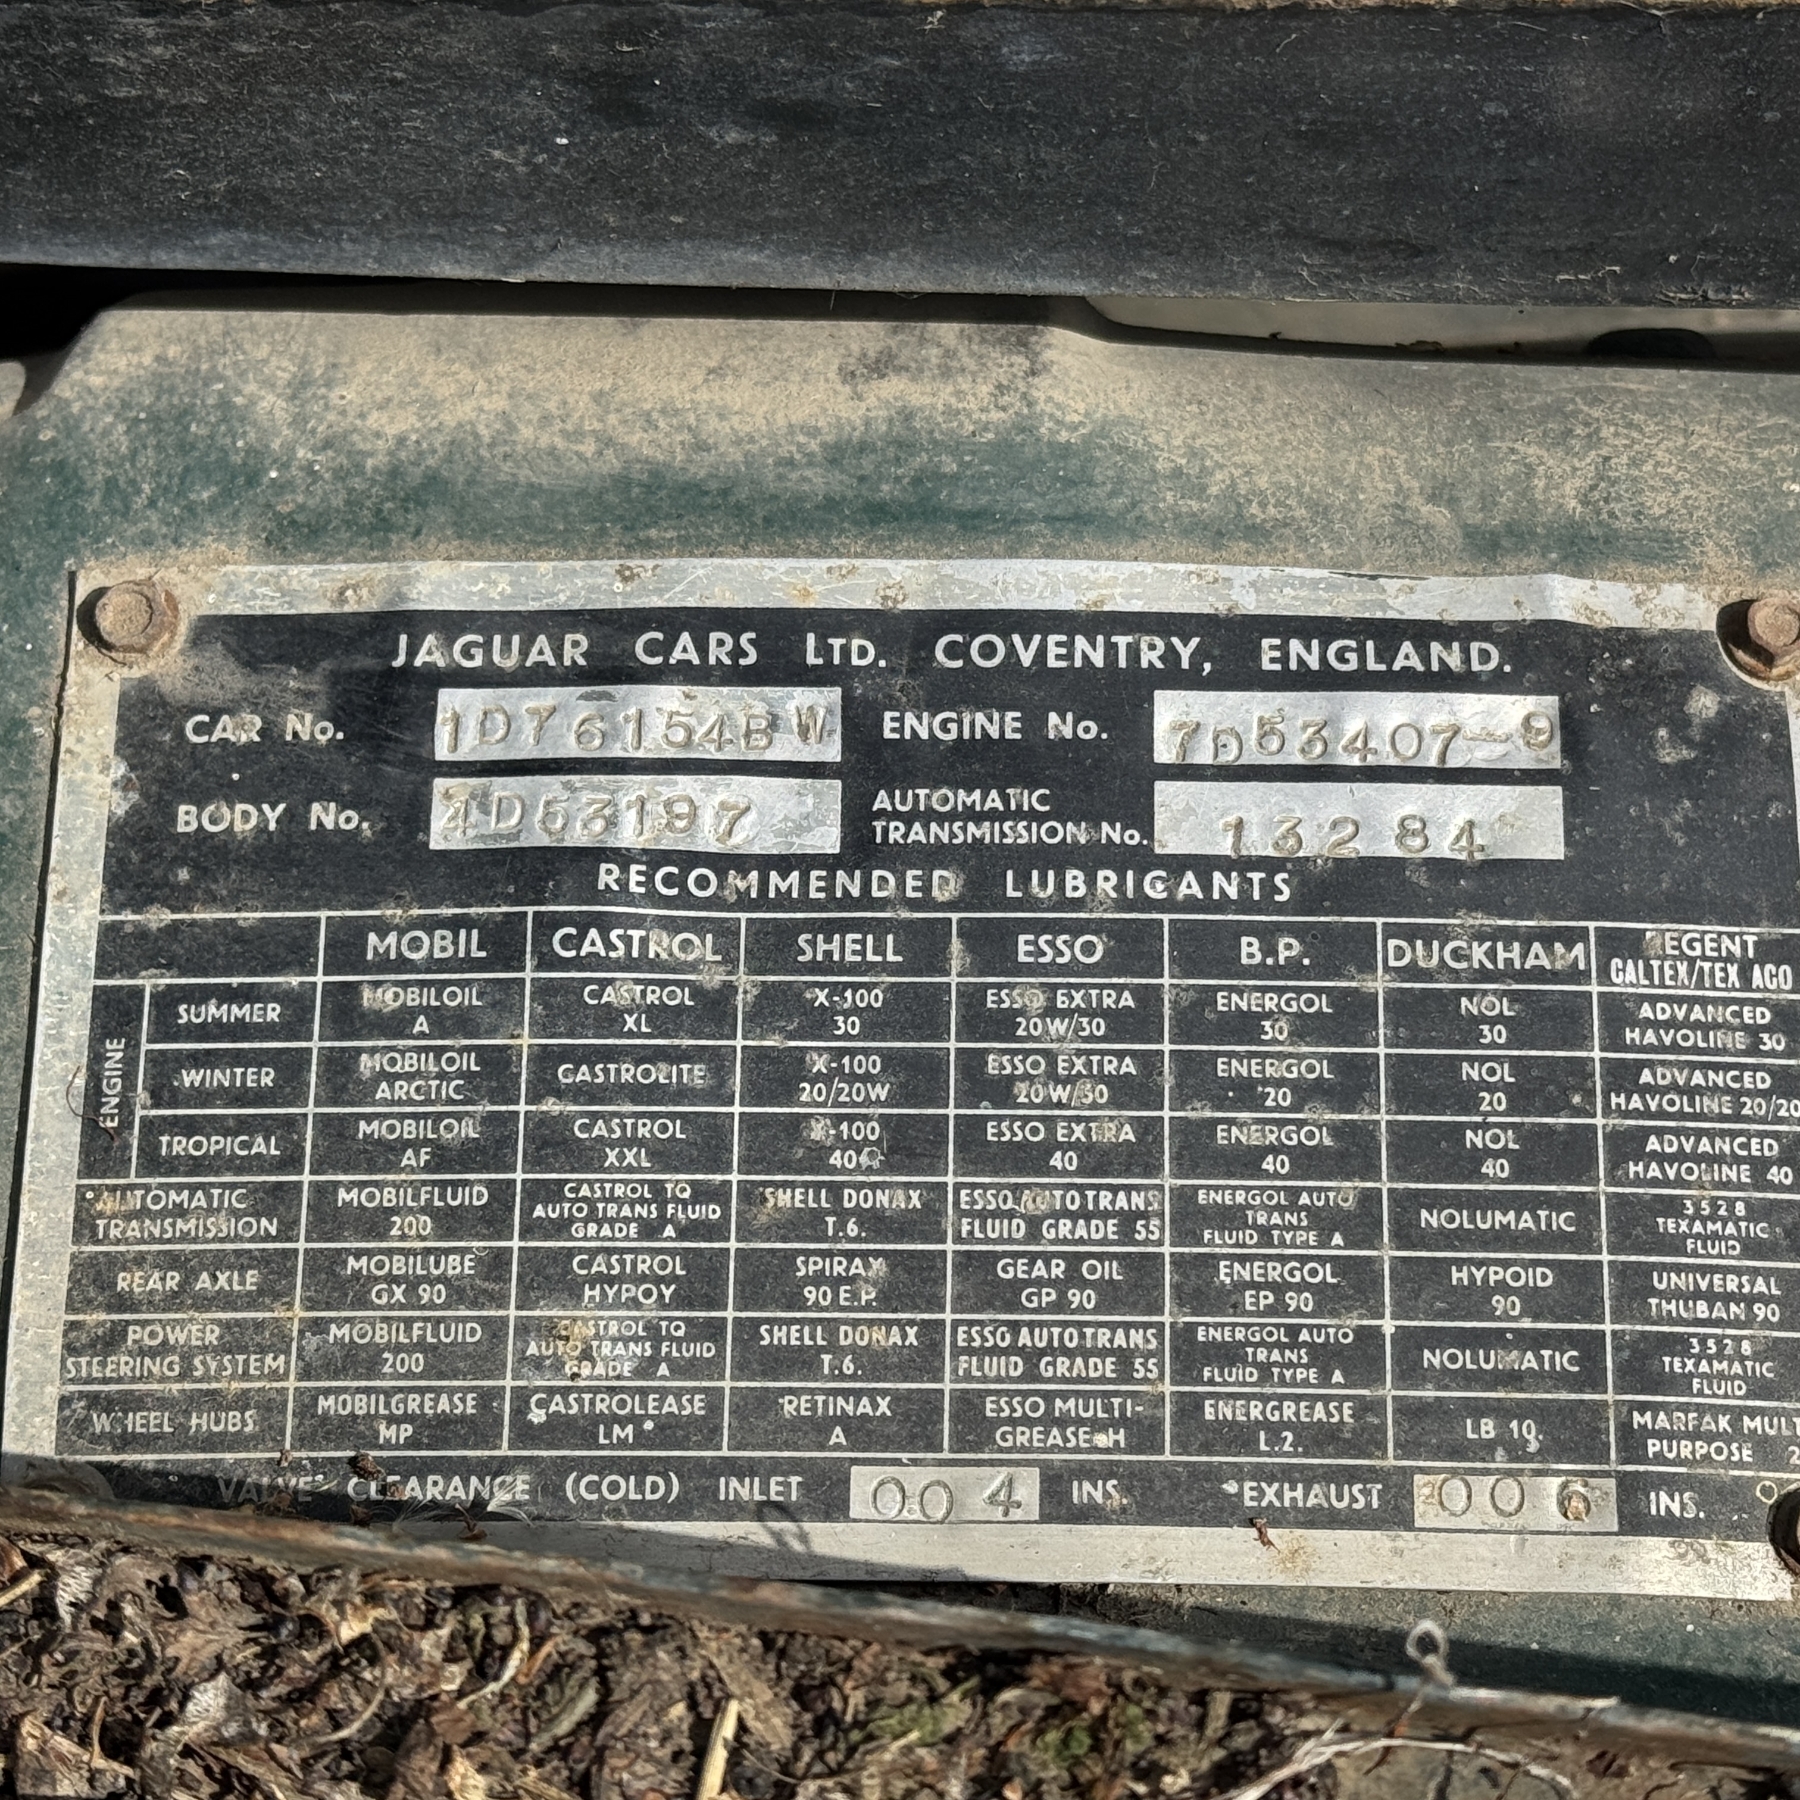 JAGUAR CARS LTD. COVENTRY, ENGLAND.
CAR No. 1D76154BW ENGINE No. 7D53407-9
BODY No. 4D53197 AUTOMATIC TRANSMISSION No. 13284
RECOMMENDED LUBRICANTS
MOBIL CASTROL SHELL ESSO B.P. DUCKHAM REGENT CALTEX/TEXACO
ENGINE
SUMMER MOBILOIL A CASTROL XL X-100 30 ESSO EXTRA 20W/30 ENERGOL 30 NOL 30 ADVANCED HAVOLINE 30
WINTER MOBILOIL ARCTIC CASTROLITE X-100 20/20W ESSO EXTRA 20W/30 ENERGOL 20 NOL 20 ADVANCED HAVOLINE 20/20
TROPICAL MOBILOIL AF CASTROL XXL X-100 40 ESSO EXTRA 40 ENERGOL 40 NOL 40 ADVANCED HAVOLINE 40
AUTOMATIC TRANSMISSION MOBILFLUID 200 CASTROL TQ AUTO TRANS FLUID GRADE A SHELL DONAX T.6. ESSO AUTO TRANS FLUID GRADE 55 ENERGOL AUTO TRANS FLUID TYPE A NOLUMATIC 3528 TEXAMATIC FLUID
REAR AXLE MOBILUBE GX 90 CASTROL HYPOY SPIRAX 90 E.P. GEAR OIL GP 90 ENERGOL EP 90 HYPOID 90 UNIVERSAL THUBAN 90
POWER STEERING SYSTEM MOBILFLUID 200 CASTROL TQ AUTO TRANS FLUID GRADE A SHELL DONAX T.6. ESSO AUTO TRANS FLUID GRADE 55 ENERGOL AUTO TRANS FLUID TYPE A NOLUMATIC 3528 TEXAMATIC FLUID
WHEEL HUBS MOBILGREASE MP CASTROLEASE LM RETINAX A ESSO MULTI-GREASE H ENERGREASE L.2. LB 10. MARFAK MULTI PURPOSE 2
VALVE CLEARANCE (COLD) INLET 004 INS. EXHAUST 006 INS.